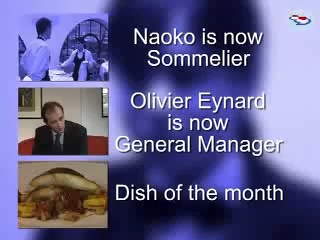 Naoko is now
Sommelier
Olivier Eynard
is now
General Manager
Dish of the month